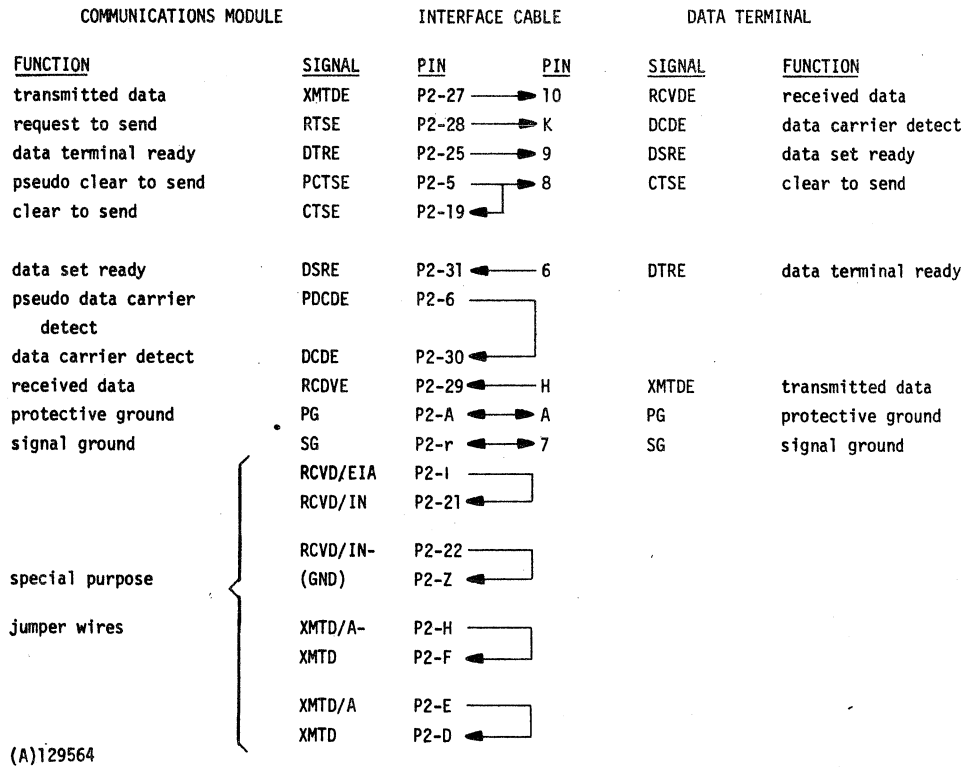 COMMUNICATIONS MODULE INTERFACE CABLE DATA TERMINAL
FUNCTION SIGNAL PIN PIN SIGNAL FUNCTION
transmitted data XMTDE P2-27 10 RCVDE received data
request to send RTSE P2-28 K DCDE data carrier detect
data terminal ready DTRE P2-25 9 DSRE data set ready
pseudo clear to send PCTSE P2-5 8 CTSE clear to send
clear to send CTSE P2-19
data set ready DSRE P2-31 6 DTRE data terminal ready
pseudo data carrier PDCDE P2-6
detect
data carrier detect DCDE P2-30
received data RCDVE P2-29 H XMTDE transmitted data
protective ground PG P2-A A PG protective ground
signal ground SG P2-r 7 SG signal ground
RCVD/EIA P2-I
RCVD/IN P2-21
RCVD/IN- P2-22
special purpose (GND) P2-Z
jumper wires XMTD/A- P2-H
XMTD P2-F
XMTD/A P2-E
XMTD P2-D
(A)129564